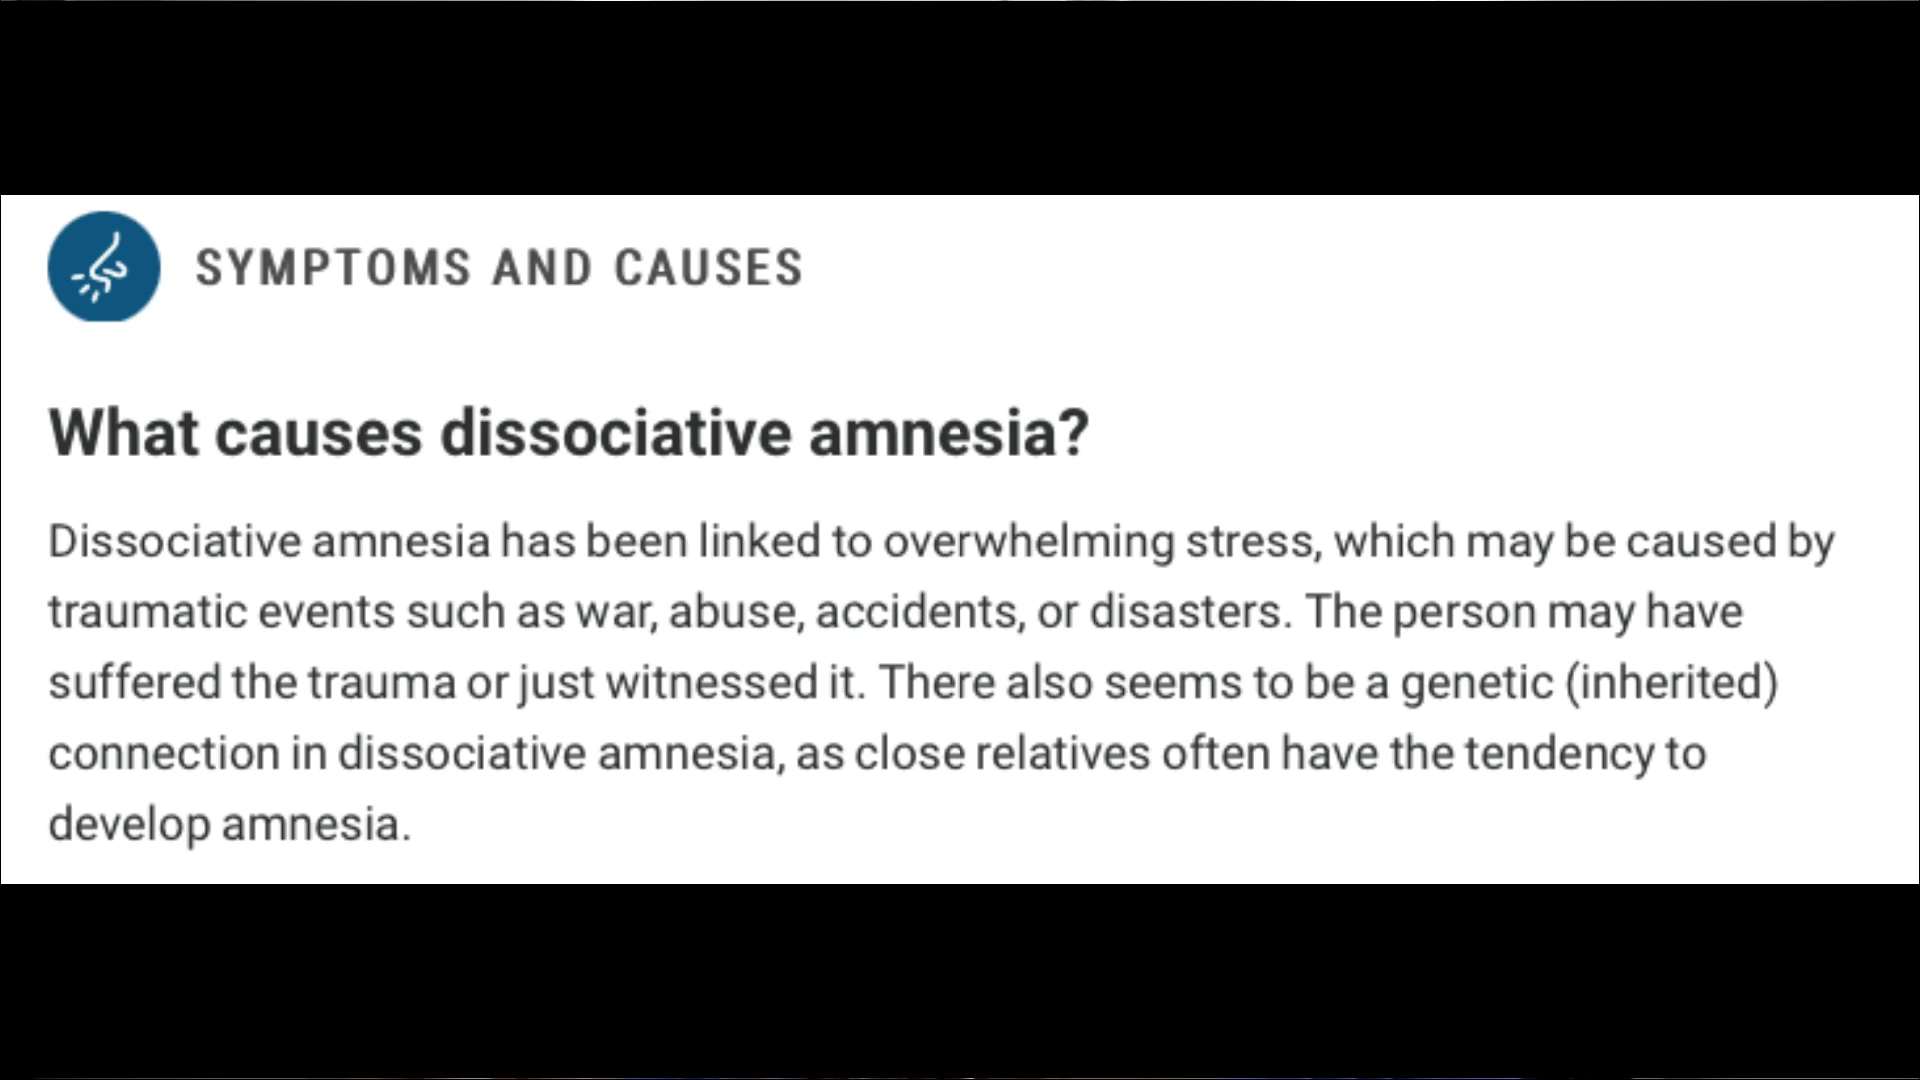 SYMPTOMS AND CAUSES
What causes dissociative amnesia?
Dissociative amnesia has been linked to overwhelming stress, which may be caused by
traumatic events such as war, abuse, accidents, or disasters. The person may have
suffered the trauma or just witnessed it. There also seems to be a genetic (inherited)
connection in dissociative amnesia, as close relatives often have the tendency to
develop amnesia.